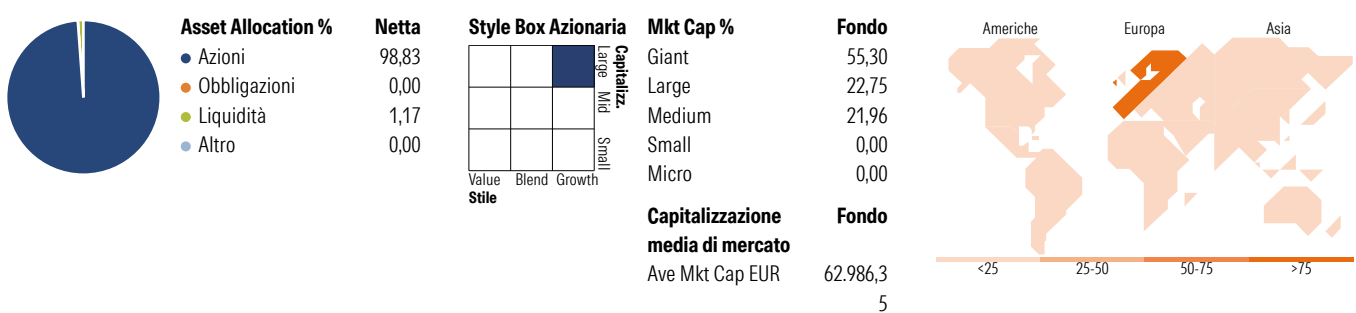 Asset Allocation % Netta
Azioni 98,83
Obbligazioni 0,00
Liquidità 1,17
Altro 0,00
Style Box Azionaria
Capitalizz.
Large Mid Small
Value Blend Growth
Stile
Mkt Cap % Fondo
Giant 55,30
Large 22,75
Medium 21,96
Small 0,00
Micro 0,00
Capitalizzazione Fondo
media di mercato
Ave Mkt Cap EUR 62.986,3
5
Americhe Europa Asia
<25 25-50 50-75 >75